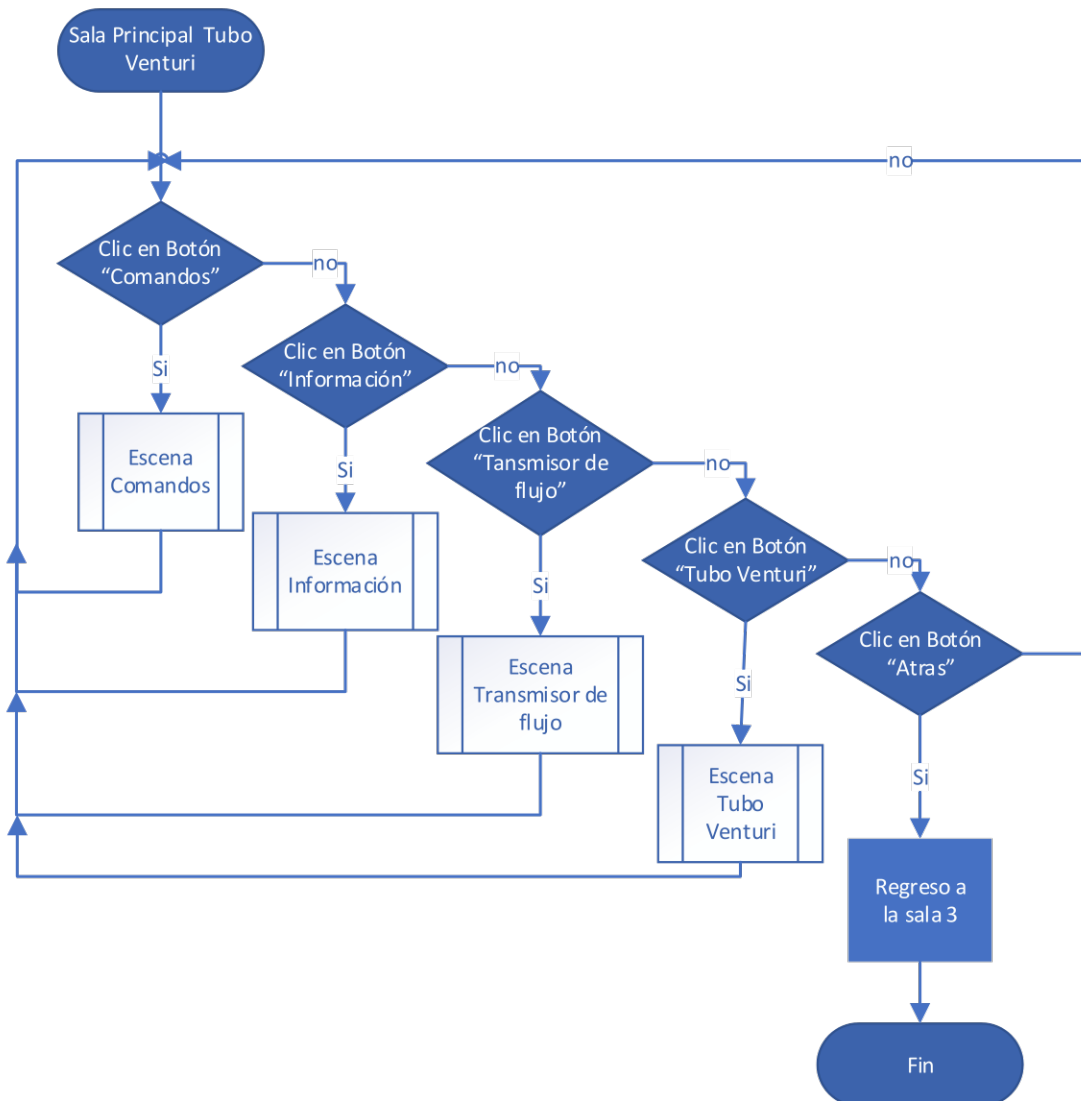 Sala Principal Tubo
Venturi
no
Clic en Botón
“Comandos”
no
Si
Clic en Botón
“Información”
no
Escena
Comandos
Si
Clic en Botón
“Tansmisor de
flujo”
no
Escena
Información
Si
Clic en Botón
“Tubo Venturi”
no
Escena
Transmisor de
flujo
Si
Clic en Botón
“Atras”
Escena
Tubo
Venturi
Si
Regreso a
la sala 3
Fin